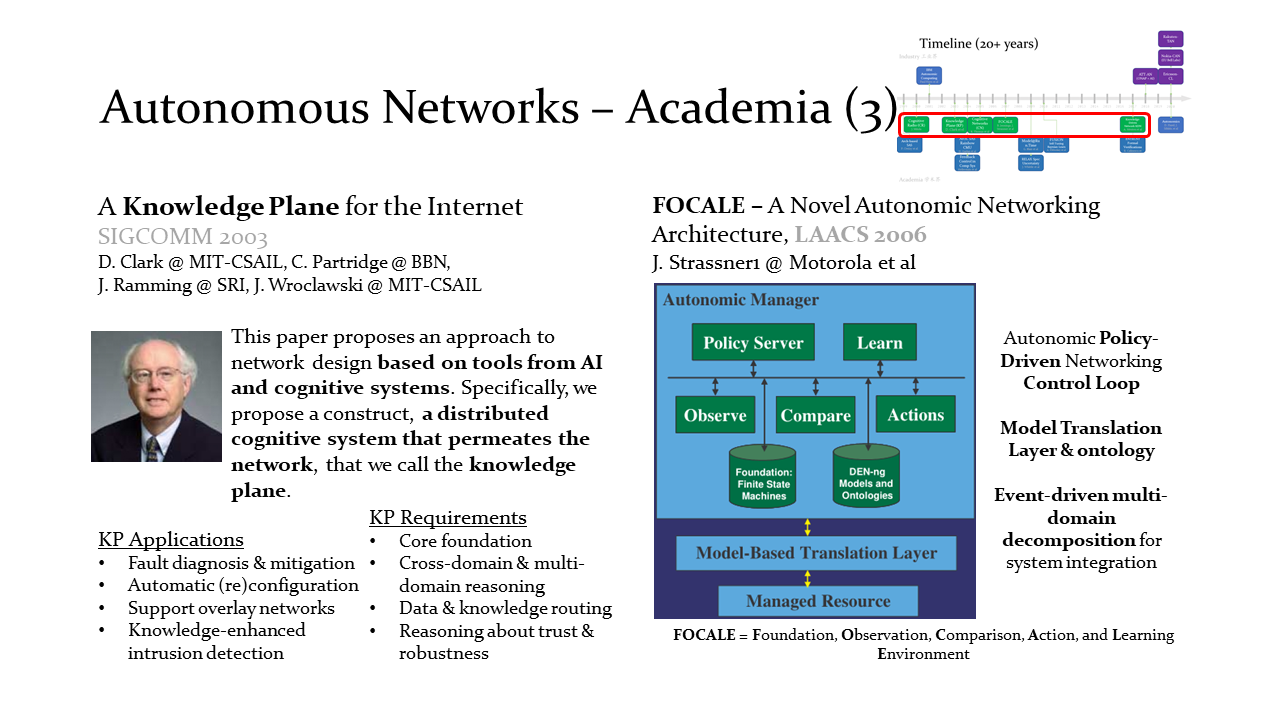 Timeline (20+ years)
Autonomous Networks – Academia (3)
A Knowledge Plane for the Internet
SIGCOMM 2003
D. Clark @ MIT-CSAIL, C. Partridge @ BBN,
J. Ramming @ SRI, J. Wroclawski @ MIT-CSAIL
This paper proposes an approach to
network design based on tools from AI
and cognitive systems. Specifically, we
propose a construct, a distributed
cognitive system that permeates the
network, that we call the knowledge
plane.
KP Applications
• Fault diagnosis & mitigation
• Automatic (re)configuration
• Support overlay networks
• Knowledge-enhanced
intrusion detection
KP Requirements
• Core foundation
• Cross-domain & multi-
domain reasoning
• Data & knowledge routing
• Reasoning about trust &
robustness
FOCALE – A Novel Autonomic Networking
Architecture, LAACS 2006
J. Strassner1 @ Motorola et al
Autonomic Manager
Policy Server
Learn
Observe
Compare
Actions
Foundation:
Finite State
Machines
DEN-ng
Models and
Ontologies
Model-Based Translation Layer
Managed Resource
Autonomic Policy-
Driven Networking
Control Loop
Model Translation
Layer & ontology
Event-driven multi-
domain
decomposition for
system integration
FOCALE = Foundation, Observation, Comparison, Action, and Learning
Environment